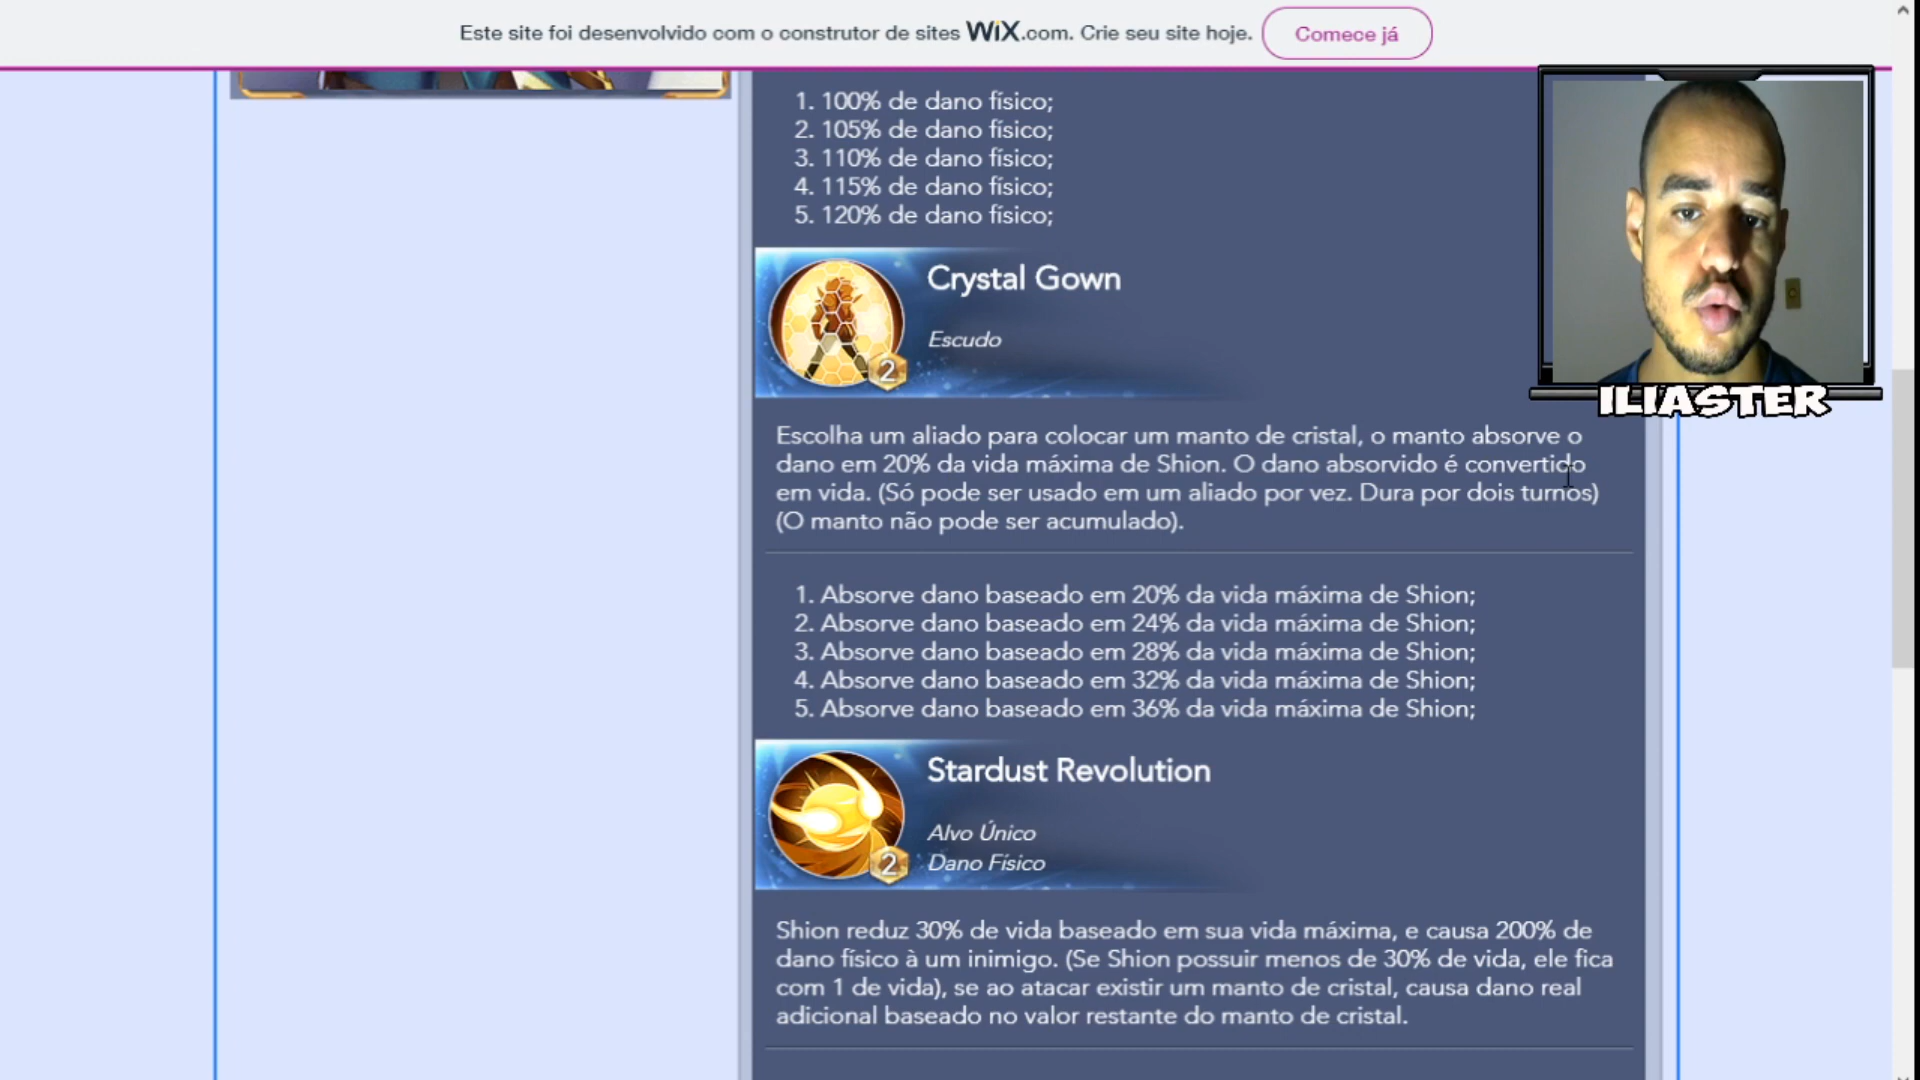 Este site foi desenvolvido com o construtor de sites WiX.com. Crie seu site hoje.
Comece já
1. 100% de dano físico;
2. 105% de dano físico;
3. 110% de dano físico;
4. 115% de dano físico;
5. 120% de dano físico;
Crystal Gown
Escudo
2
ILIASTER
Escolha um aliado para colocar um manto de cristal, o manto absorve o
dano em 20% da vida máxima de Shion. O dano absorvido é convertido
em vida. (Só pode ser usado em um aliado por vez. Dura por dois turnos)
(O manto não pode ser acumulado).
1. Absorve dano baseado em 20% da vida máxima de Shion;
2. Absorve dano baseado em 24% da vida máxima de Shion;
3. Absorve dano baseado em 28% da vida máxima de Shion;
4. Absorve dano baseado em 32% da vida máxima de Shion;
5. Absorve dano baseado em 36% da vida máxima de Shion;
Stardust Revolution
Alvo Único
2
Dano Físico
Shion reduz 30% de vida baseado em sua vida máxima, e causa 200% de
dano físico à um inimigo. (Se Shion possuir menos de 30% de vida, ele fica
com 1 de vida), se ao atacar existir um manto de cristal, causa dano real
adicional baseado no valor restante do manto de cristal.